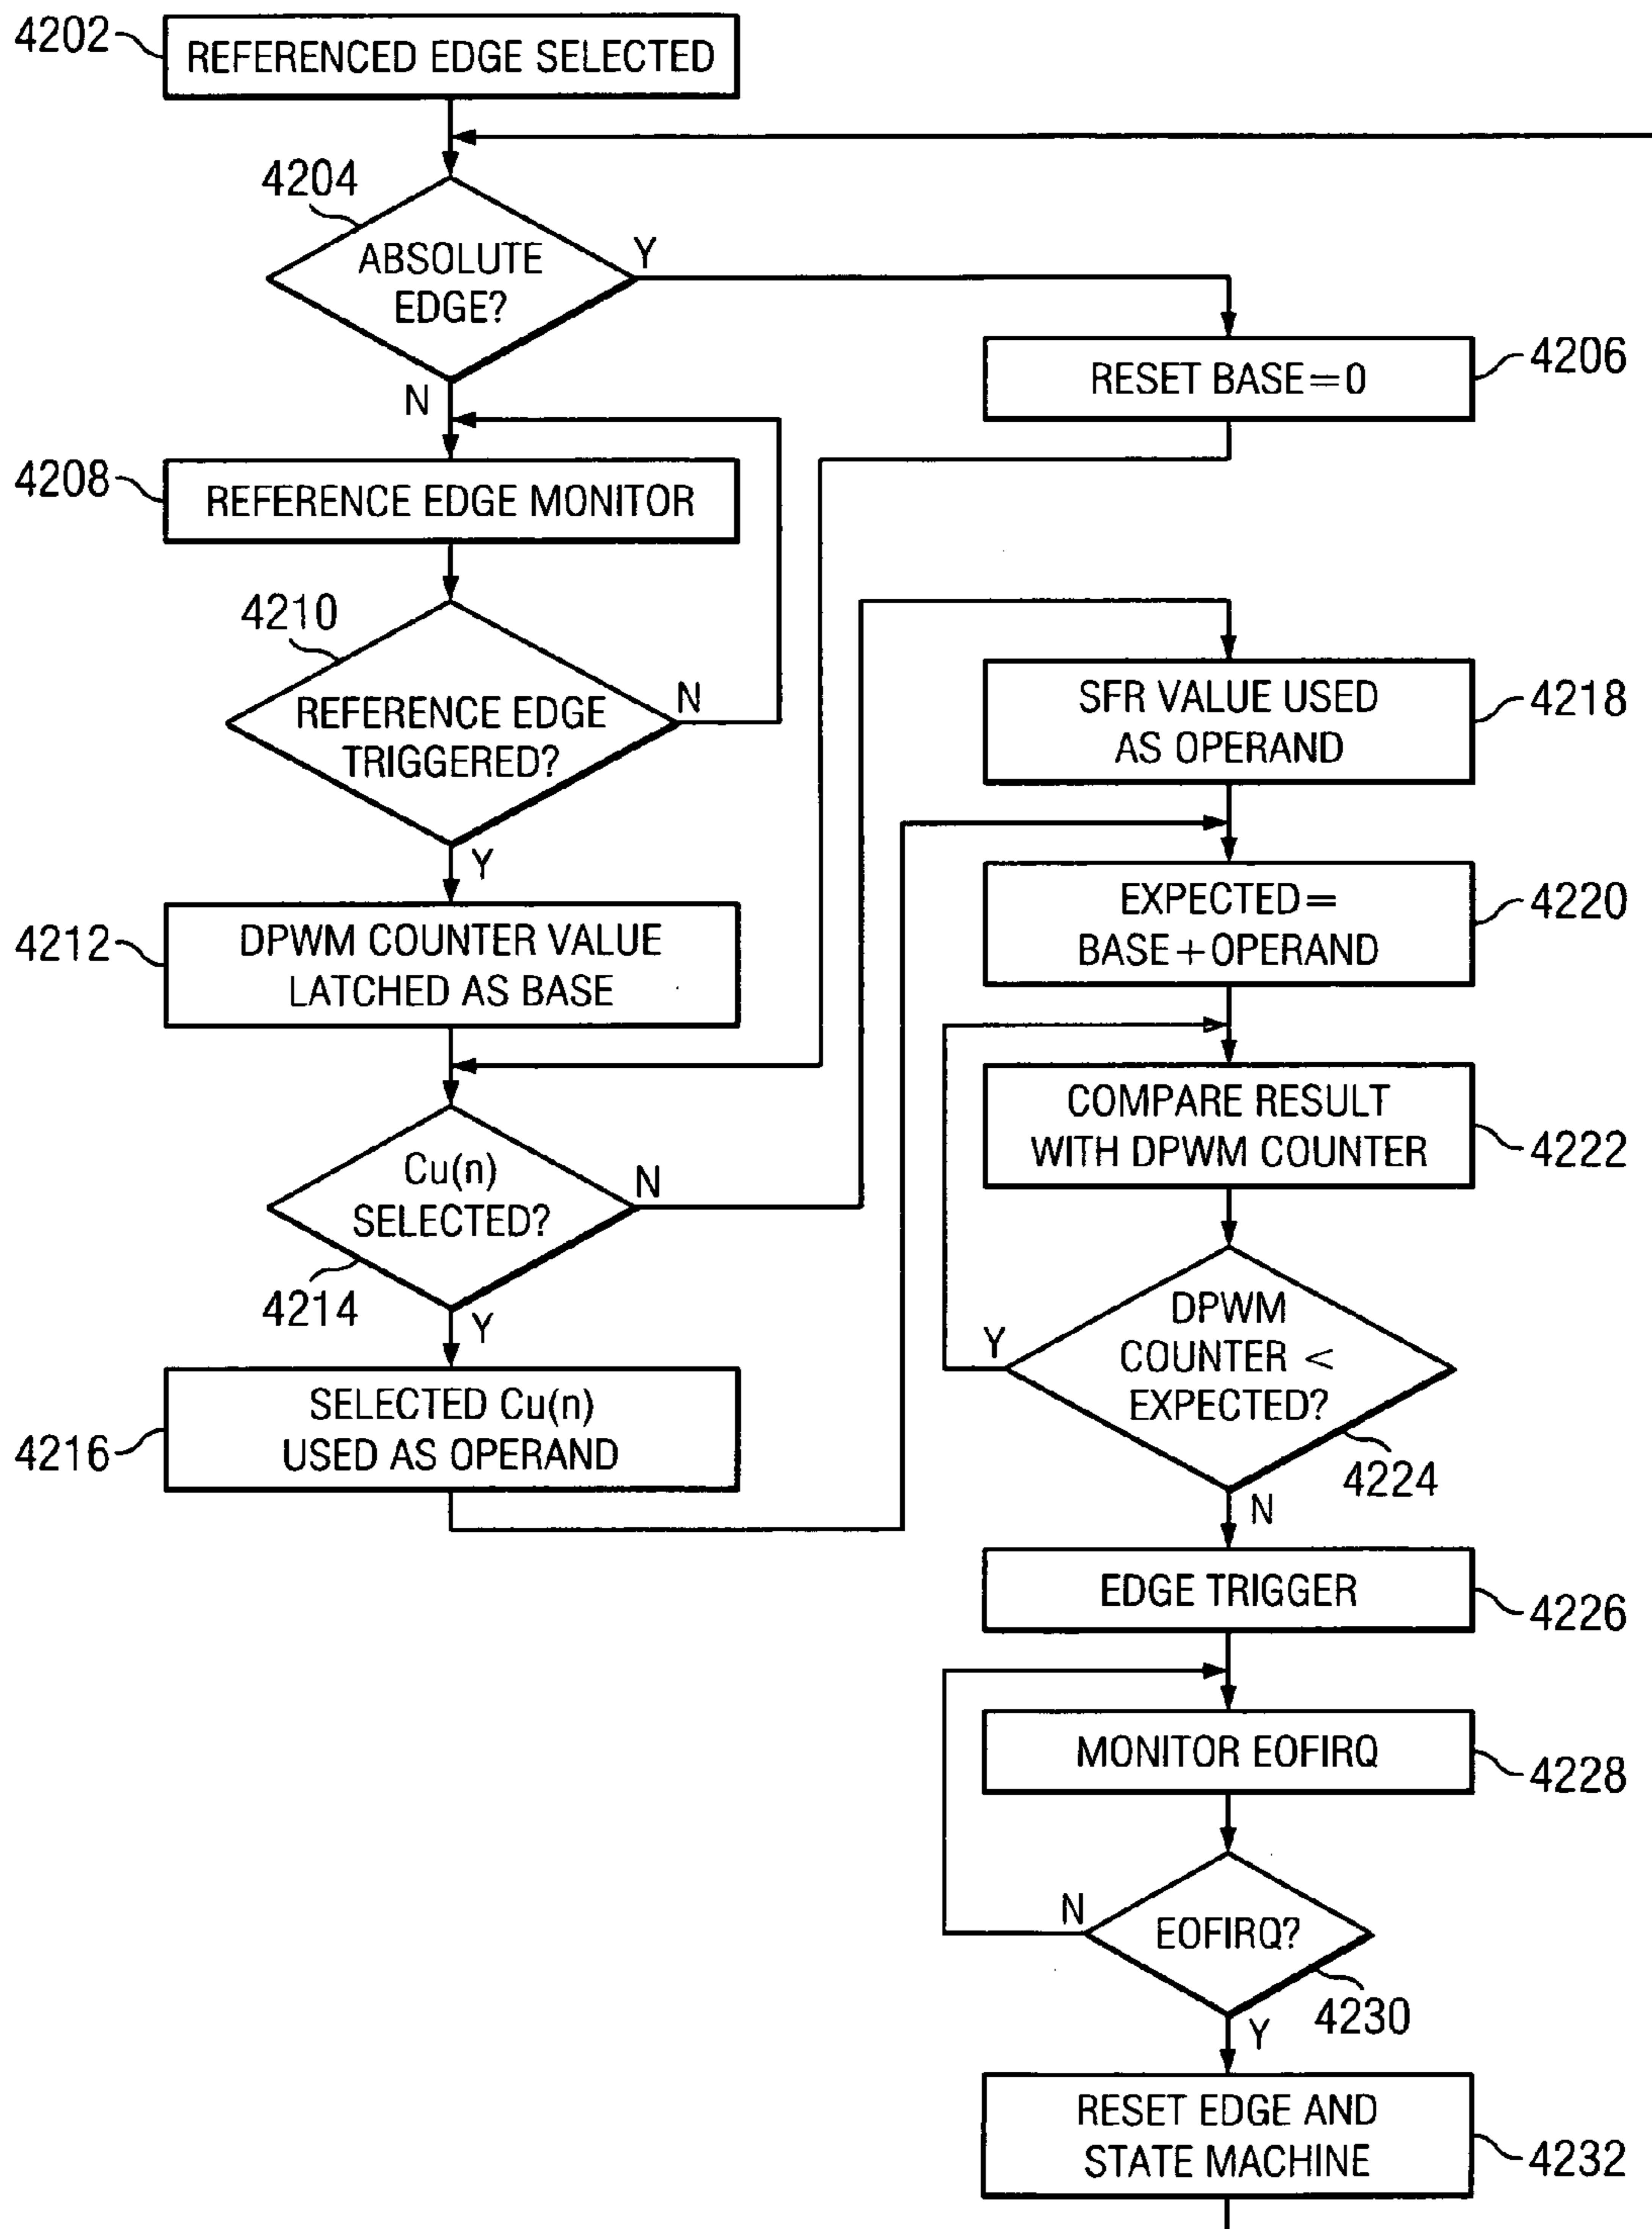 4202
REFERENCED EDGE SELECTED
4204
ABSOLUTE
EDGE?
Y
N
RESET BASE=0
4206
4208
REFERENCE EDGE MONITOR
4210
REFERENCE EDGE
TRIGGERED?
N
Y
4212
DPWM COUNTER VALUE
LATCHED AS BASE
Cu(n)
SELECTED?
N
4214
Y
4216
SELECTED Cu(n)
USED AS OPERAND
SFR VALUE USED
AS OPERAND
4218
EXPECTED=
BASE+OPERAND
4220
COMPARE RESULT
WITH DPWM COUNTER
4222
DPWM
COUNTER <
EXPECTED?
Y
4224
N
EDGE TRIGGER
4226
MONITOR EOFIRQ
4228
EOFIRQ?
N
4230
Y
RESET EDGE AND
STATE MACHINE
4232